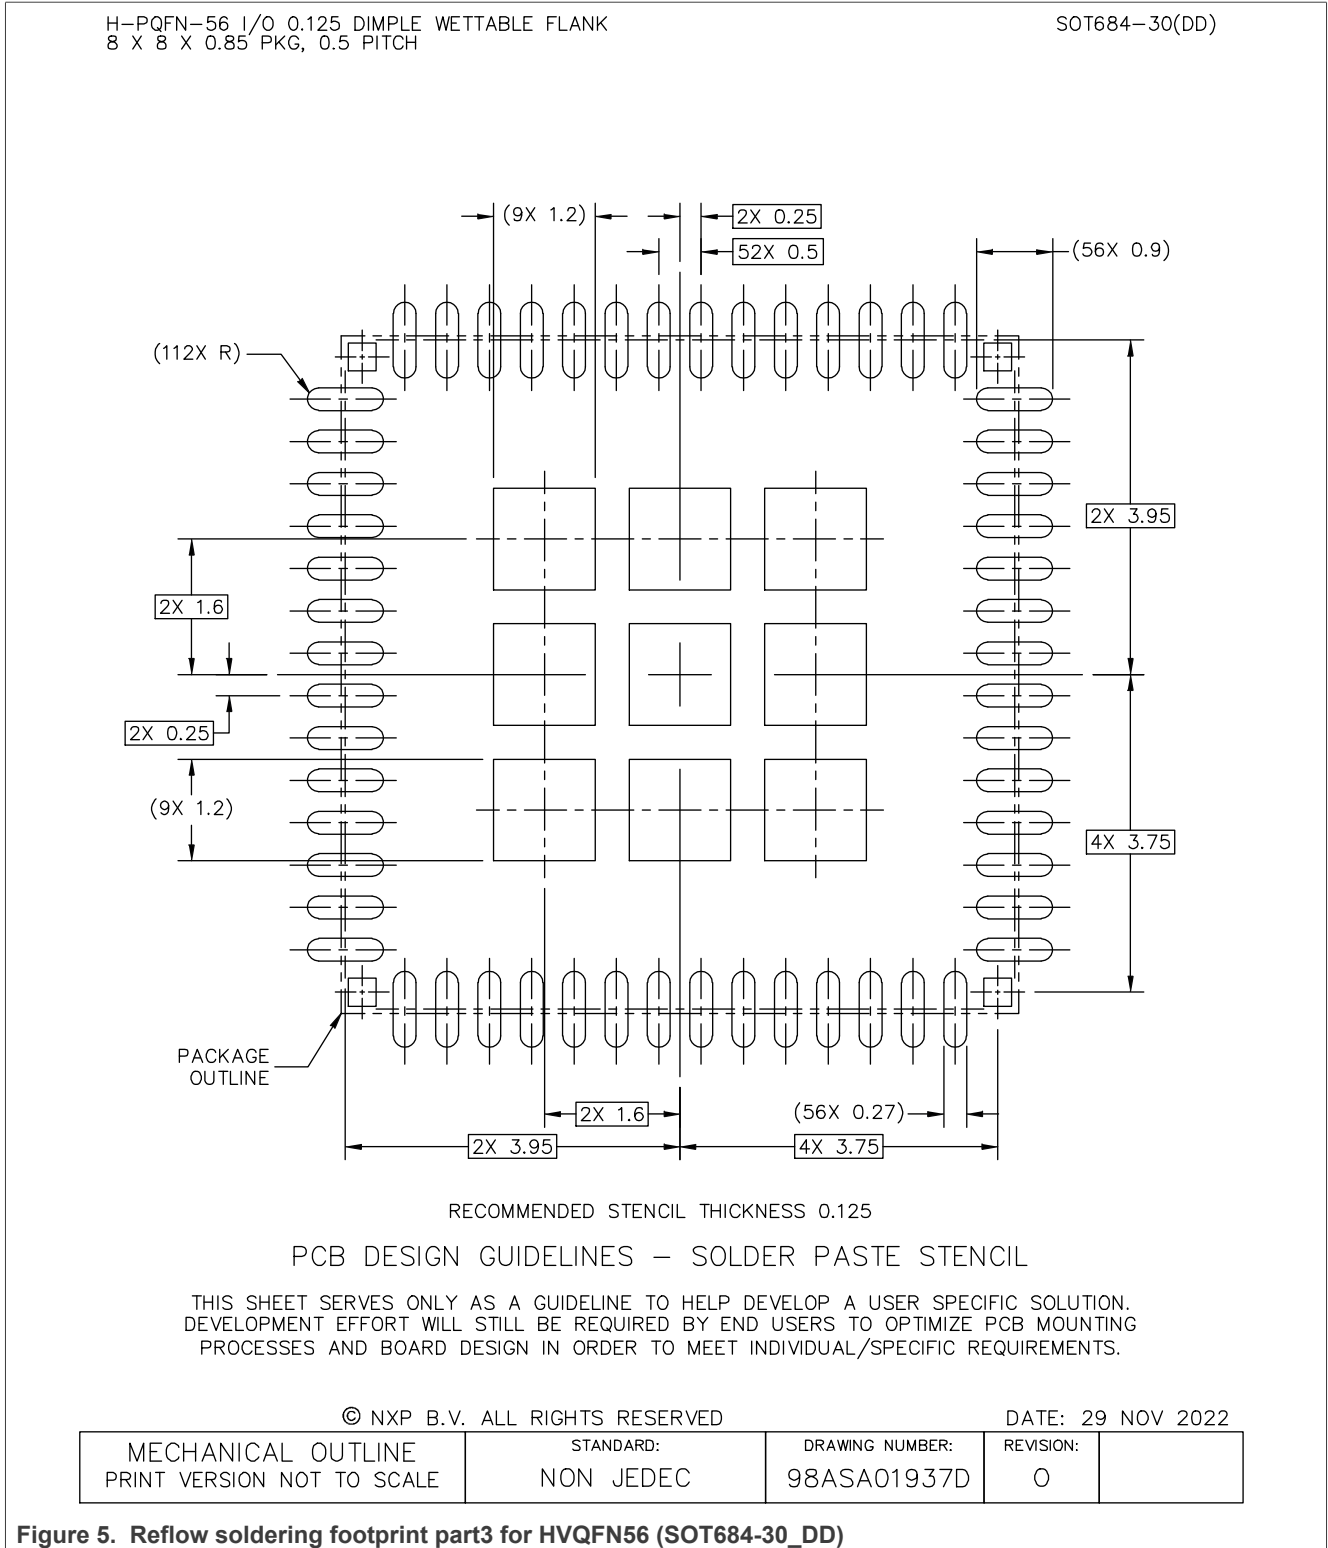 H-PQFN-56 I/O 0.125 DIMPLE WETTABLE FLANK
8 X 8 X 0.85 PKG, 0.5 PITCH
SOT684-30(DD)
(9X 1.2)
2X 0.25
52X 0.5
(56X 0.9)
(112X R)
2X 3.95
2X 1.6
2X 0.25
(9X 1.2)
4X 3.75
PACKAGE
OUTLINE
2X 1.6
(56X 0.27)
2X 3.95
4X 3.75
RECOMMENDED STENCIL THICKNESS 0.125
PCB DESIGN GUIDELINES – SOLDER PASTE STENCIL
THIS SHEET SERVES ONLY AS A GUIDELINE TO HELP DEVELOP A USER SPECIFIC SOLUTION.
DEVELOPMENT EFFORT WILL STILL BE REQUIRED BY END USERS TO OPTIMIZE PCB MOUNTING
PROCESSES AND BOARD DESIGN IN ORDER TO MEET INDIVIDUAL/SPECIFIC REQUIREMENTS.
© NXP B.V. ALL RIGHTS RESERVED
DATE: 29 NOV 2022
MECHANICAL OUTLINE
PRINT VERSION NOT TO SCALE
STANDARD:
NON JEDEC
DRAWING NUMBER:
98ASA01937D
REVISION:
O
Figure 5. Reflow soldering footprint part3 for HVQFN56 (SOT684-30_DD)